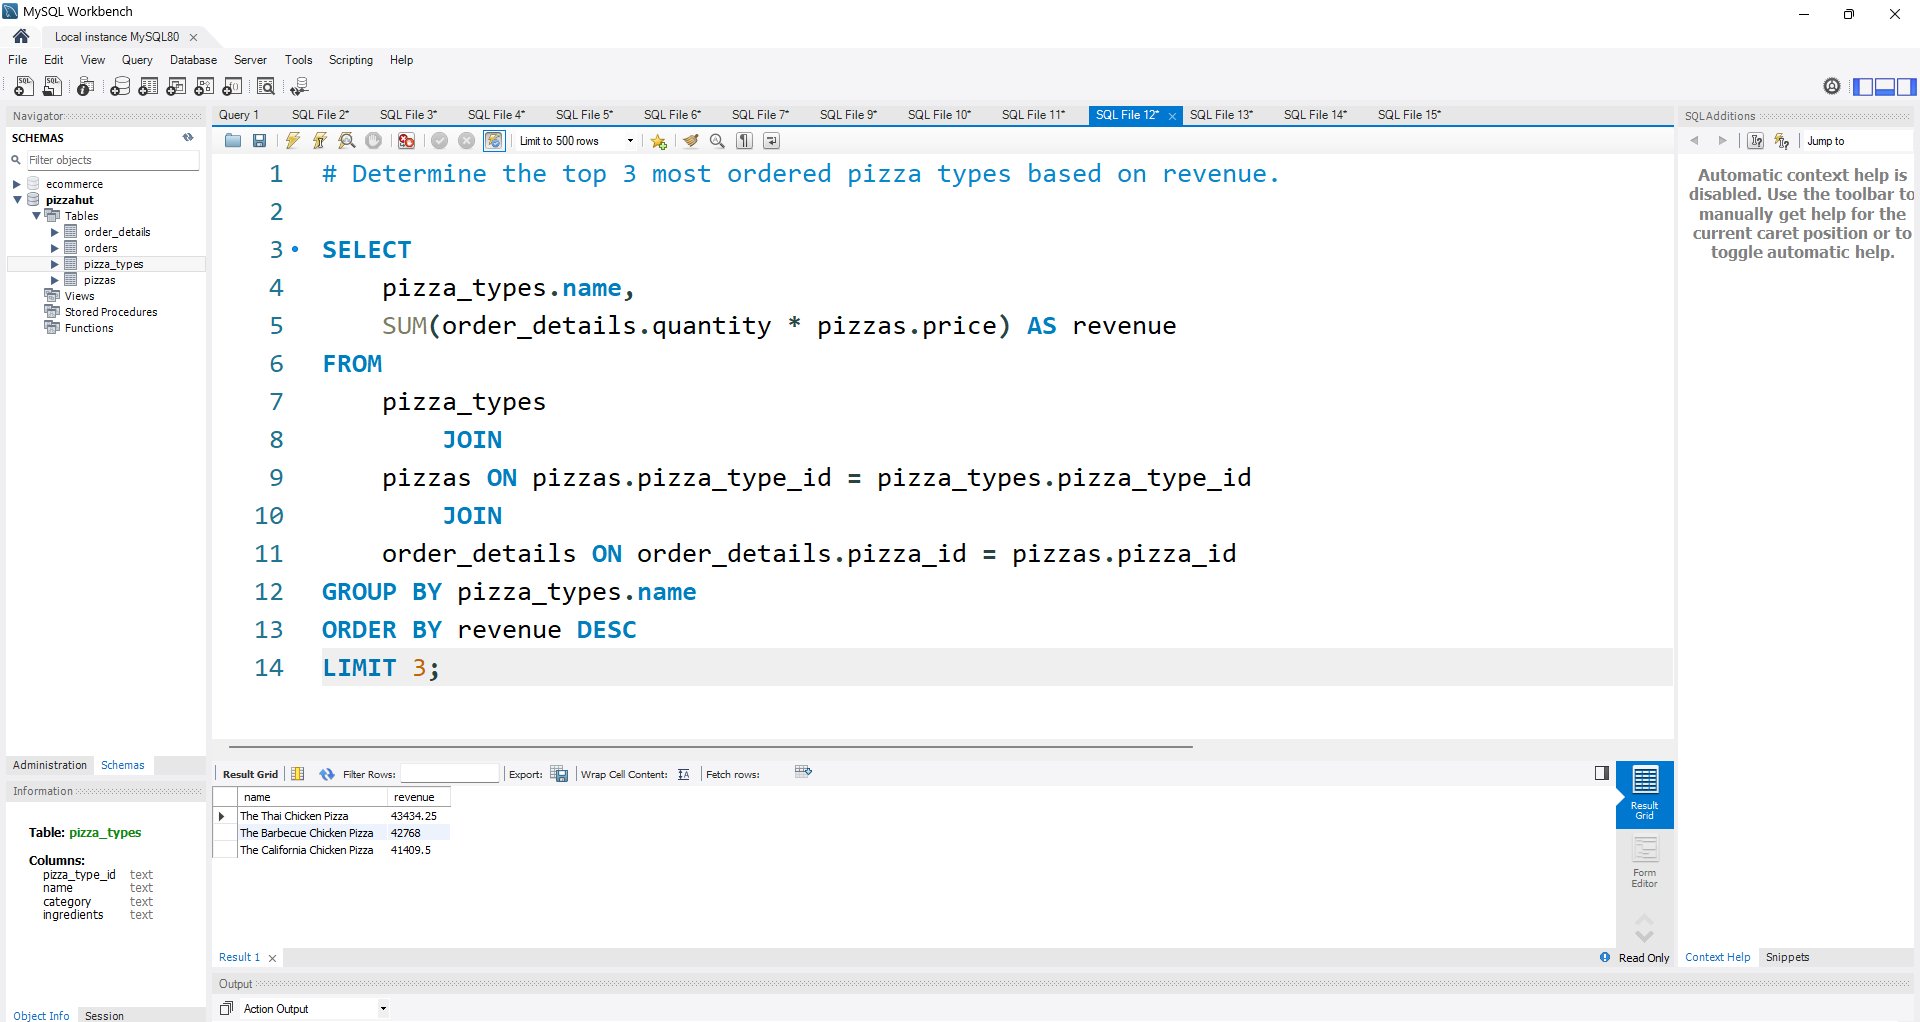 MySQL Workbench
Local instance MySQL80
File Edit View Query Database Server Tools Scripting Help
Navigator
SCHEMAS
Filter objects
ecommerce
pizzahut
Tables
order_details
orders
pizza_types
pizzas
Views
Stored Procedures
Functions
Administration Schemas
Information
Table: pizza_types
Columns:
pizza_type_id text
name text
category text
ingredients text
Object Info Session
Query 1 SQL File 2* SQL File 3* SQL File 4* SQL File 5* SQL File 6* SQL File 7* SQL File 9* SQL File 10* SQL File 11* SQL File 12* SQL File 13* SQL File 14* SQL File 15*
Limit to 500 rows
1 # Determine the top 3 most ordered pizza types based on revenue.
2
3 SELECT
4 pizza_types.name,
5 SUM(order_details.quantity * pizzas.price) AS revenue
6 FROM
7 pizza_types
8 JOIN
9 pizzas ON pizzas.pizza_type_id = pizza_types.pizza_type_id
10 JOIN
11 order_details ON order_details.pizza_id = pizzas.pizza_id
12 GROUP BY pizza_types.name
13 ORDER BY revenue DESC
14 LIMIT 3;
Result Grid Filter Rows: Export: Wrap Cell Content: Fetch rows:
name revenue
The Thai Chicken Pizza 43434.25
The Barbecue Chicken Pizza 42768
The California Chicken Pizza 41409.5
Result
Grid
Form
Editor
Result 1
Read Only
Output
Action Output
SQLAdditions
Jump to
Automatic context help is
disabled. Use the toolbar to
manually get help for the
current caret position or to
toggle automatic help.
Context Help Snippets